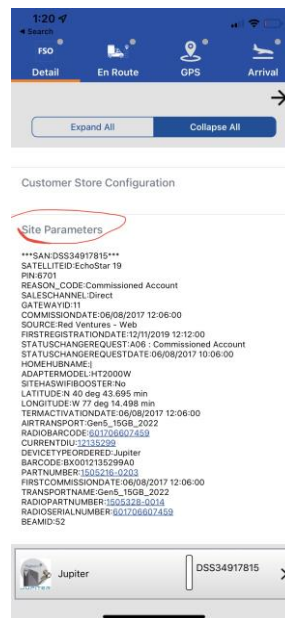 1:20
Search
FSO
Detail
En Route
GPS
Arrival
Expand All
Collapse All
Customer Store Configuration
Site Parameters
***SAN:DSS34917815***
SATELLITEID:EchoStar 19
PIN:6701
REASON_CODE:Commissioned Account
SALESCHANNEL:Direct
GATEWAYID:11
COMMISSIONDATE:06/08/2017 12:06:00
SOURCE:Red Ventures - Web
FIRSTREGISTRATIONDATE:12/11/2019 12:12:00
STATUSCHANGEREQUEST:A06 : Commissioned Account
STATUSCHANGEREQUESTDATE:06/08/2017 10:06:00
HOMEHUBNAME:j
ADAPTERMODEL:HT2000W
SITEHASWIFIBOOSTER:No
LATITUDE:N 40 deg 43.695 min
LONGITUDE:W 77 deg 14.498 min
TERMACTIVATIONDATE:06/08/2017 12:06:00
AIRTRANSPORT:Gen5_15GB_2022
RADIOBARCODE:601706607459
CURRENTDIU:12135299
DEVICETYPEORDERED:Jupiter
BARCODE:BX0012135299A0
PARTNUMBER:1505216-0203
FIRSTCOMMISSIONDATE:06/08/2017 12:06:00
TRANSPORTNAME:Gen5_15GB_2022
RADIOPARTNUMBER:1505328-0014
RADIOSERIALNUMBER:601706607459
BEAMID:52
Jupiter
DSS34917815